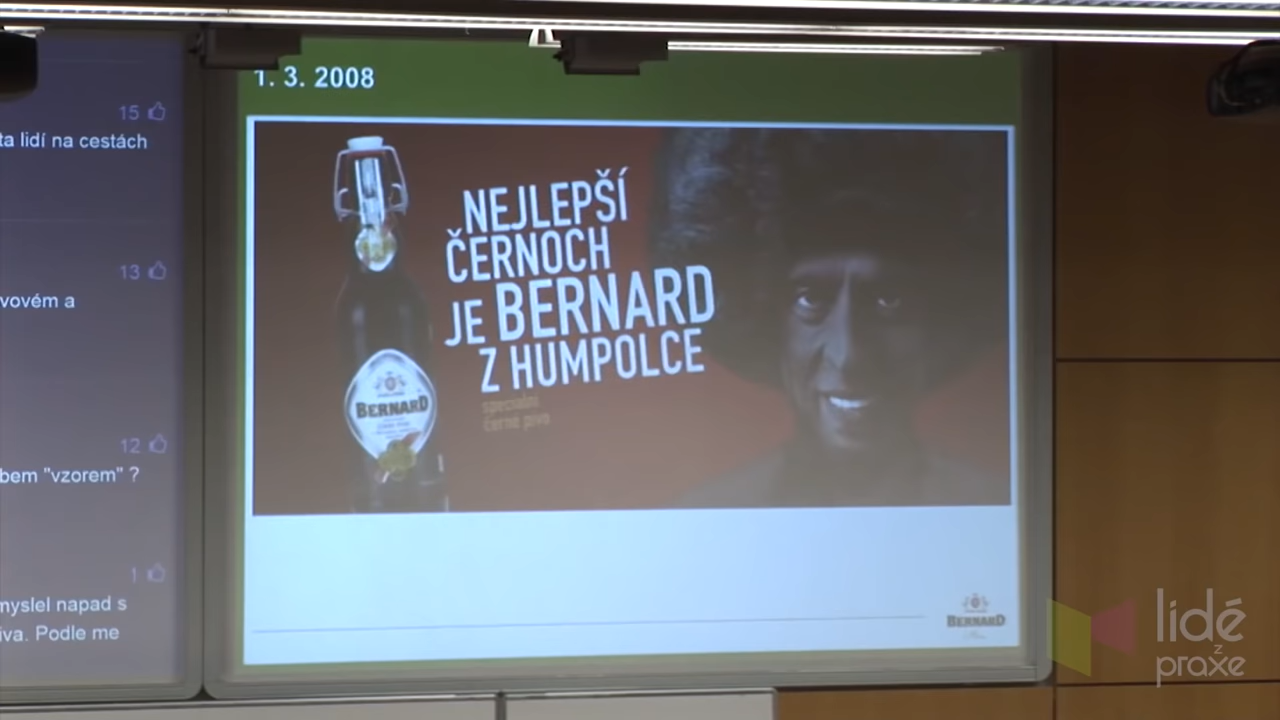 15
ta lidí na cestách
13
vovém a
12
bem "vzorem" ?
1
myslel napad s
iva. Podle me
1. 3. 2008
NEJLEPŠÍ
ČERNOCH
JE BERNARD
Z HUMPOLCE
speciální
černé pivo
BERNARD
BERNARD
lidé
z
praxe